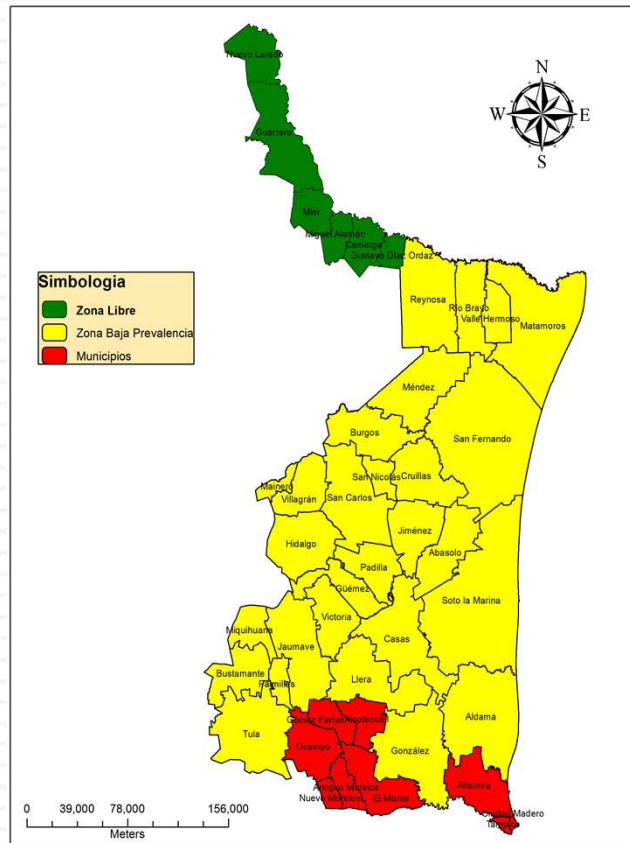 N
W E
S
Nuevo Laredo
Guerrero
Mier
Miguel Alemán
Camargo
Gustavo Díaz Ordaz
Reynosa
Río Bravo
Valle Hermoso
Matamoros
Simbologia
Zona Libre
Zona Baja Prevalencia
Municipios
Méndez
San Fernando
Burgos
San Nicolás
Cruillas
Mainero
Villagrán
San Carlos
Jiménez
Hidalgo
Abasolo
Padilla
Güémez
Soto la Marina
Victoria
Miquihuana
Casas
Jaumave
Bustamante
Palmillas
Llera
Aldama
Gómez Farías
Xicoténcatl
Tula
Ocampo
González
Antiguo Morelos
Nuevo Morelos
El Mante
Altamira
Ciudad Madero
Tampico
0 39,000 78,000 156,000
Meters